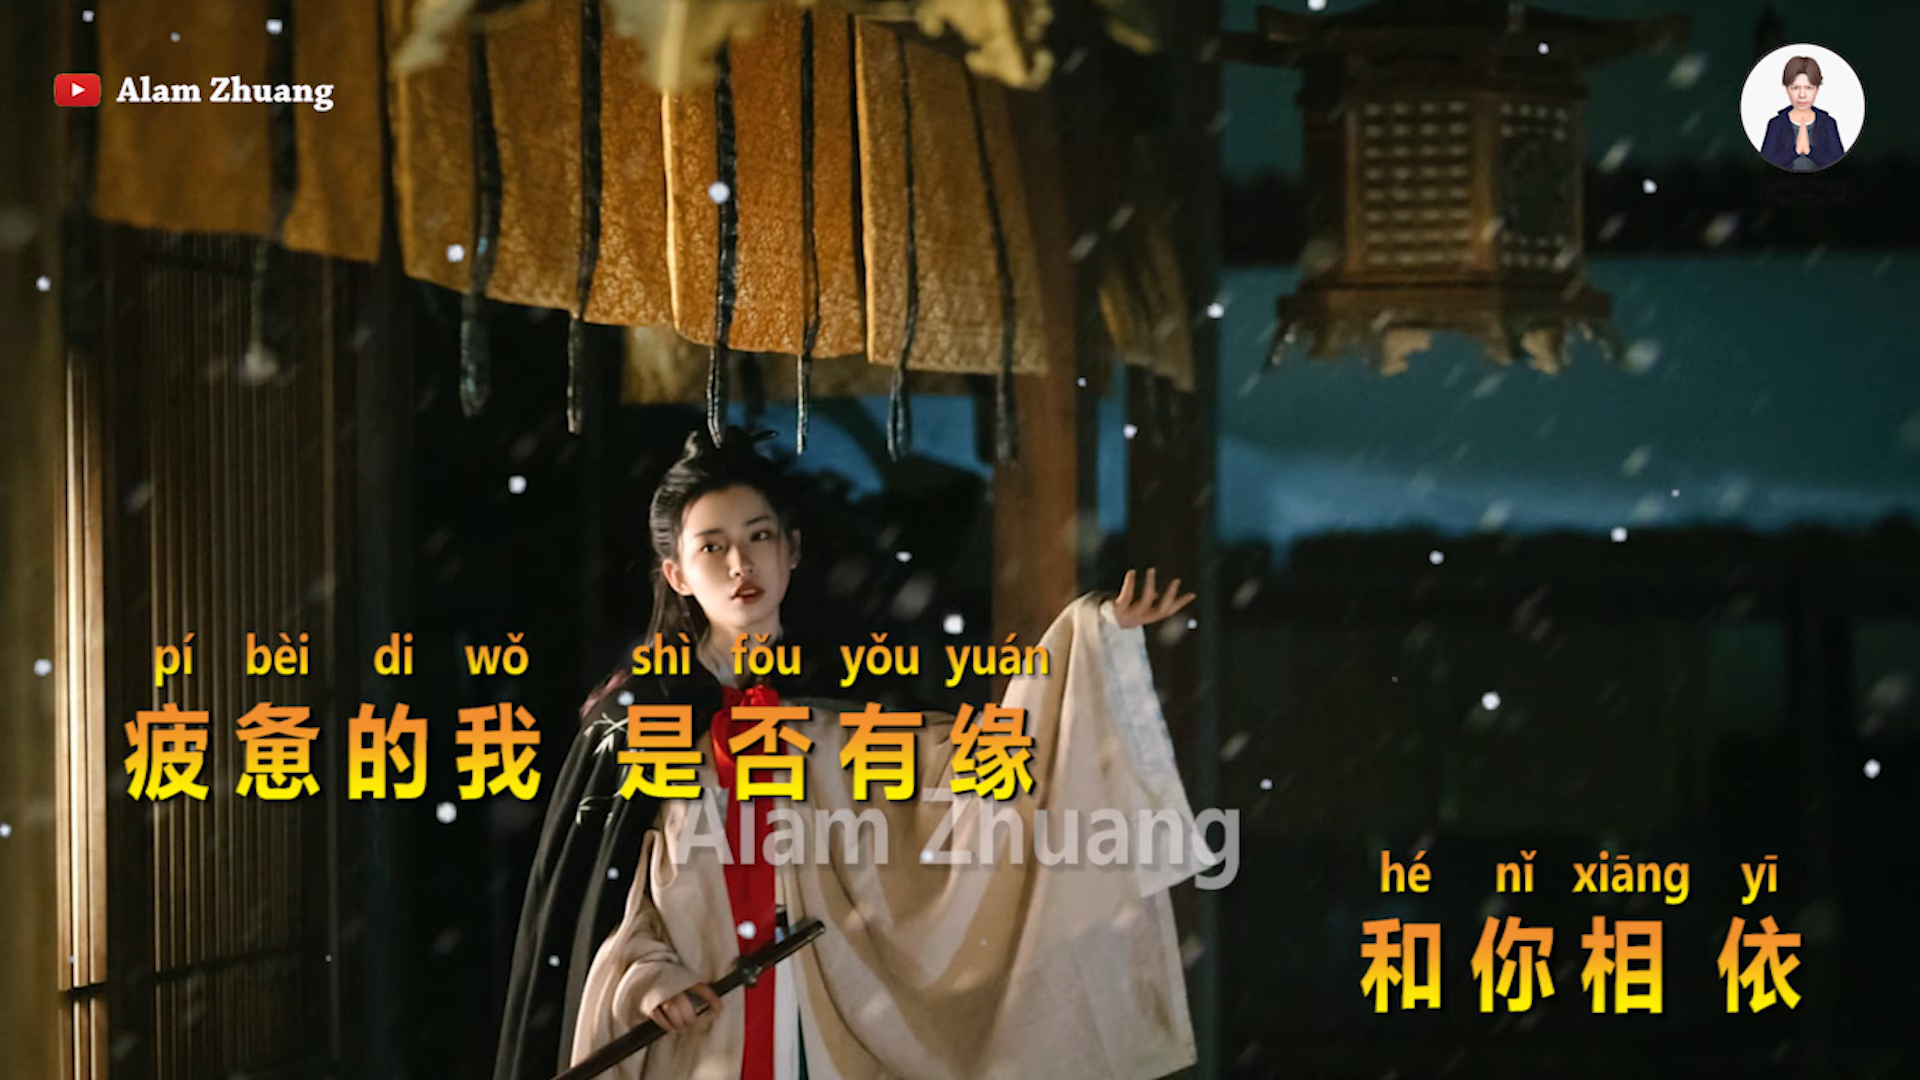 Alam Zhuang
pí bèi di wǒ shì fǒu yǒu yuán
疲惫的我 是否有缘
Alam Zhuang
hé nǐ xiāng yī
和你相依